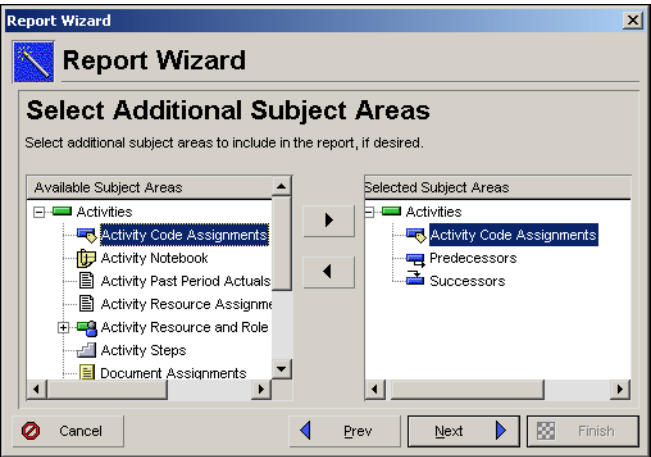 Report Wizard
Report Wizard
Select Additional Subject Areas
Select additional subject areas to include in the report, if desired.
Available Subject Areas
Activities
Activity Code Assignments
Activity Notebook
Activity Past Period Actuals
Activity Resource Assignme
Activity Resource and Role
Activity Steps
Document Assignments
Selected Subject Areas
Activities
Activity Code Assignments
Predecessors
Successors
Cancel
Prev
Next
Finish